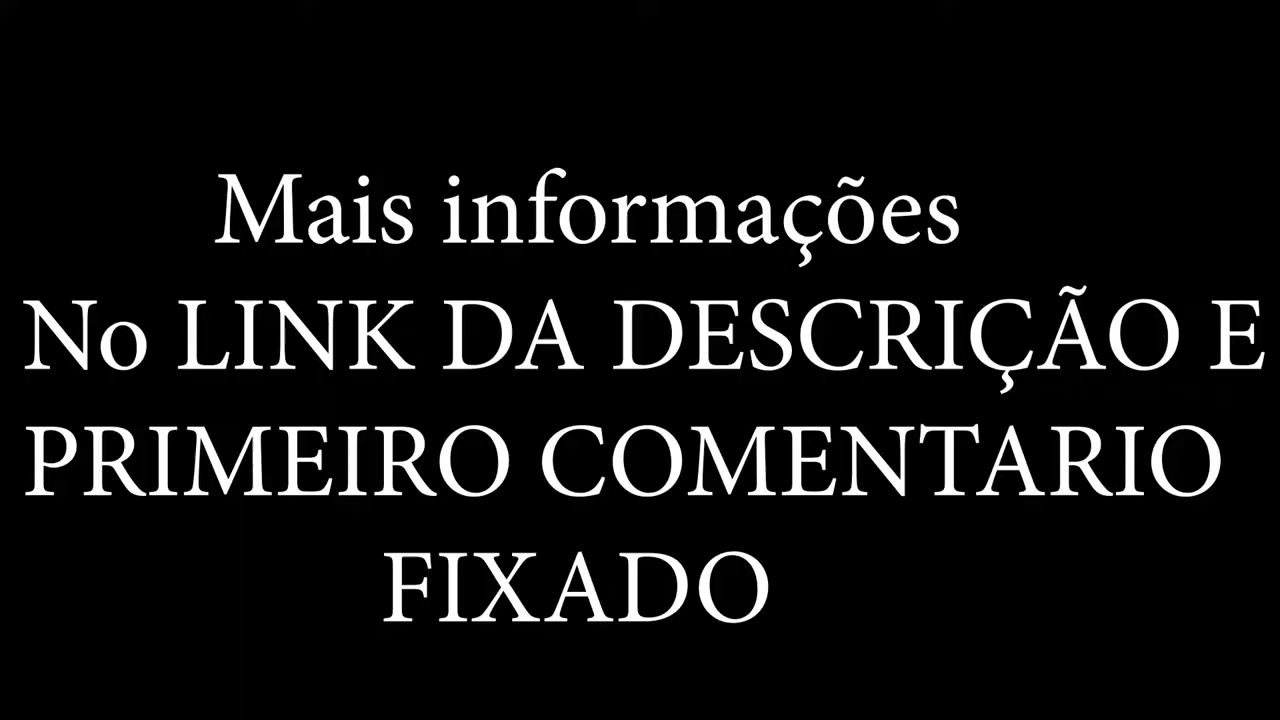 Mais informações
No LINK DA DESCRIÇÃO E
PRIMEIRO COMENTARIO
FIXADO